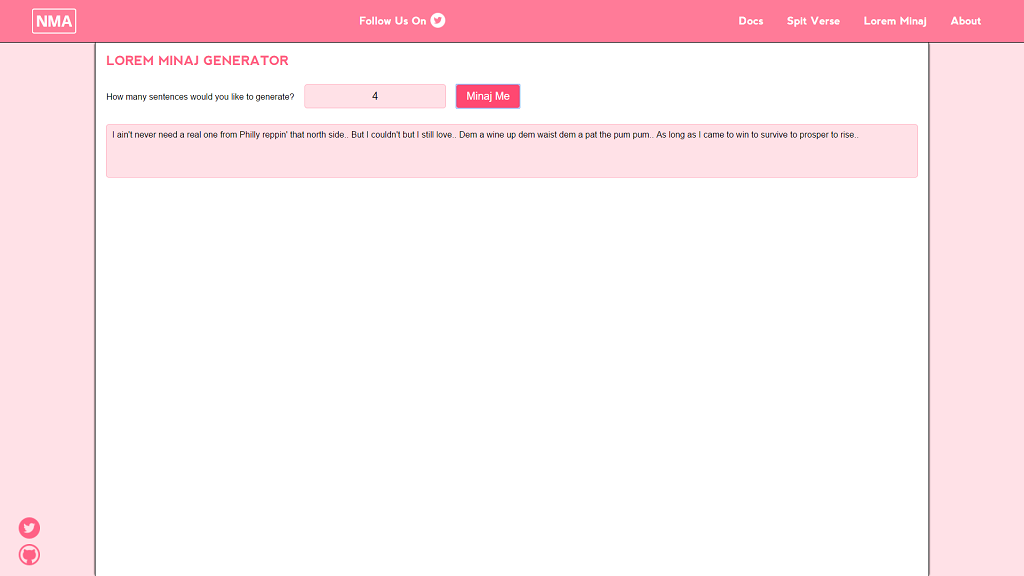 NMA
Follow Us On
Docs
Spit Verse
Lorem Minaj
About
LOREM MINAJ GENERATOR
How many sentences would you like to generate?
4
Minaj Me
I ain't never need a real one from Philly reppin' that north side.. But I couldn't but I still love.. Dem a wine up dem waist dem a pat the pum pum.. As long as I came to win to survive to prosper to rise..